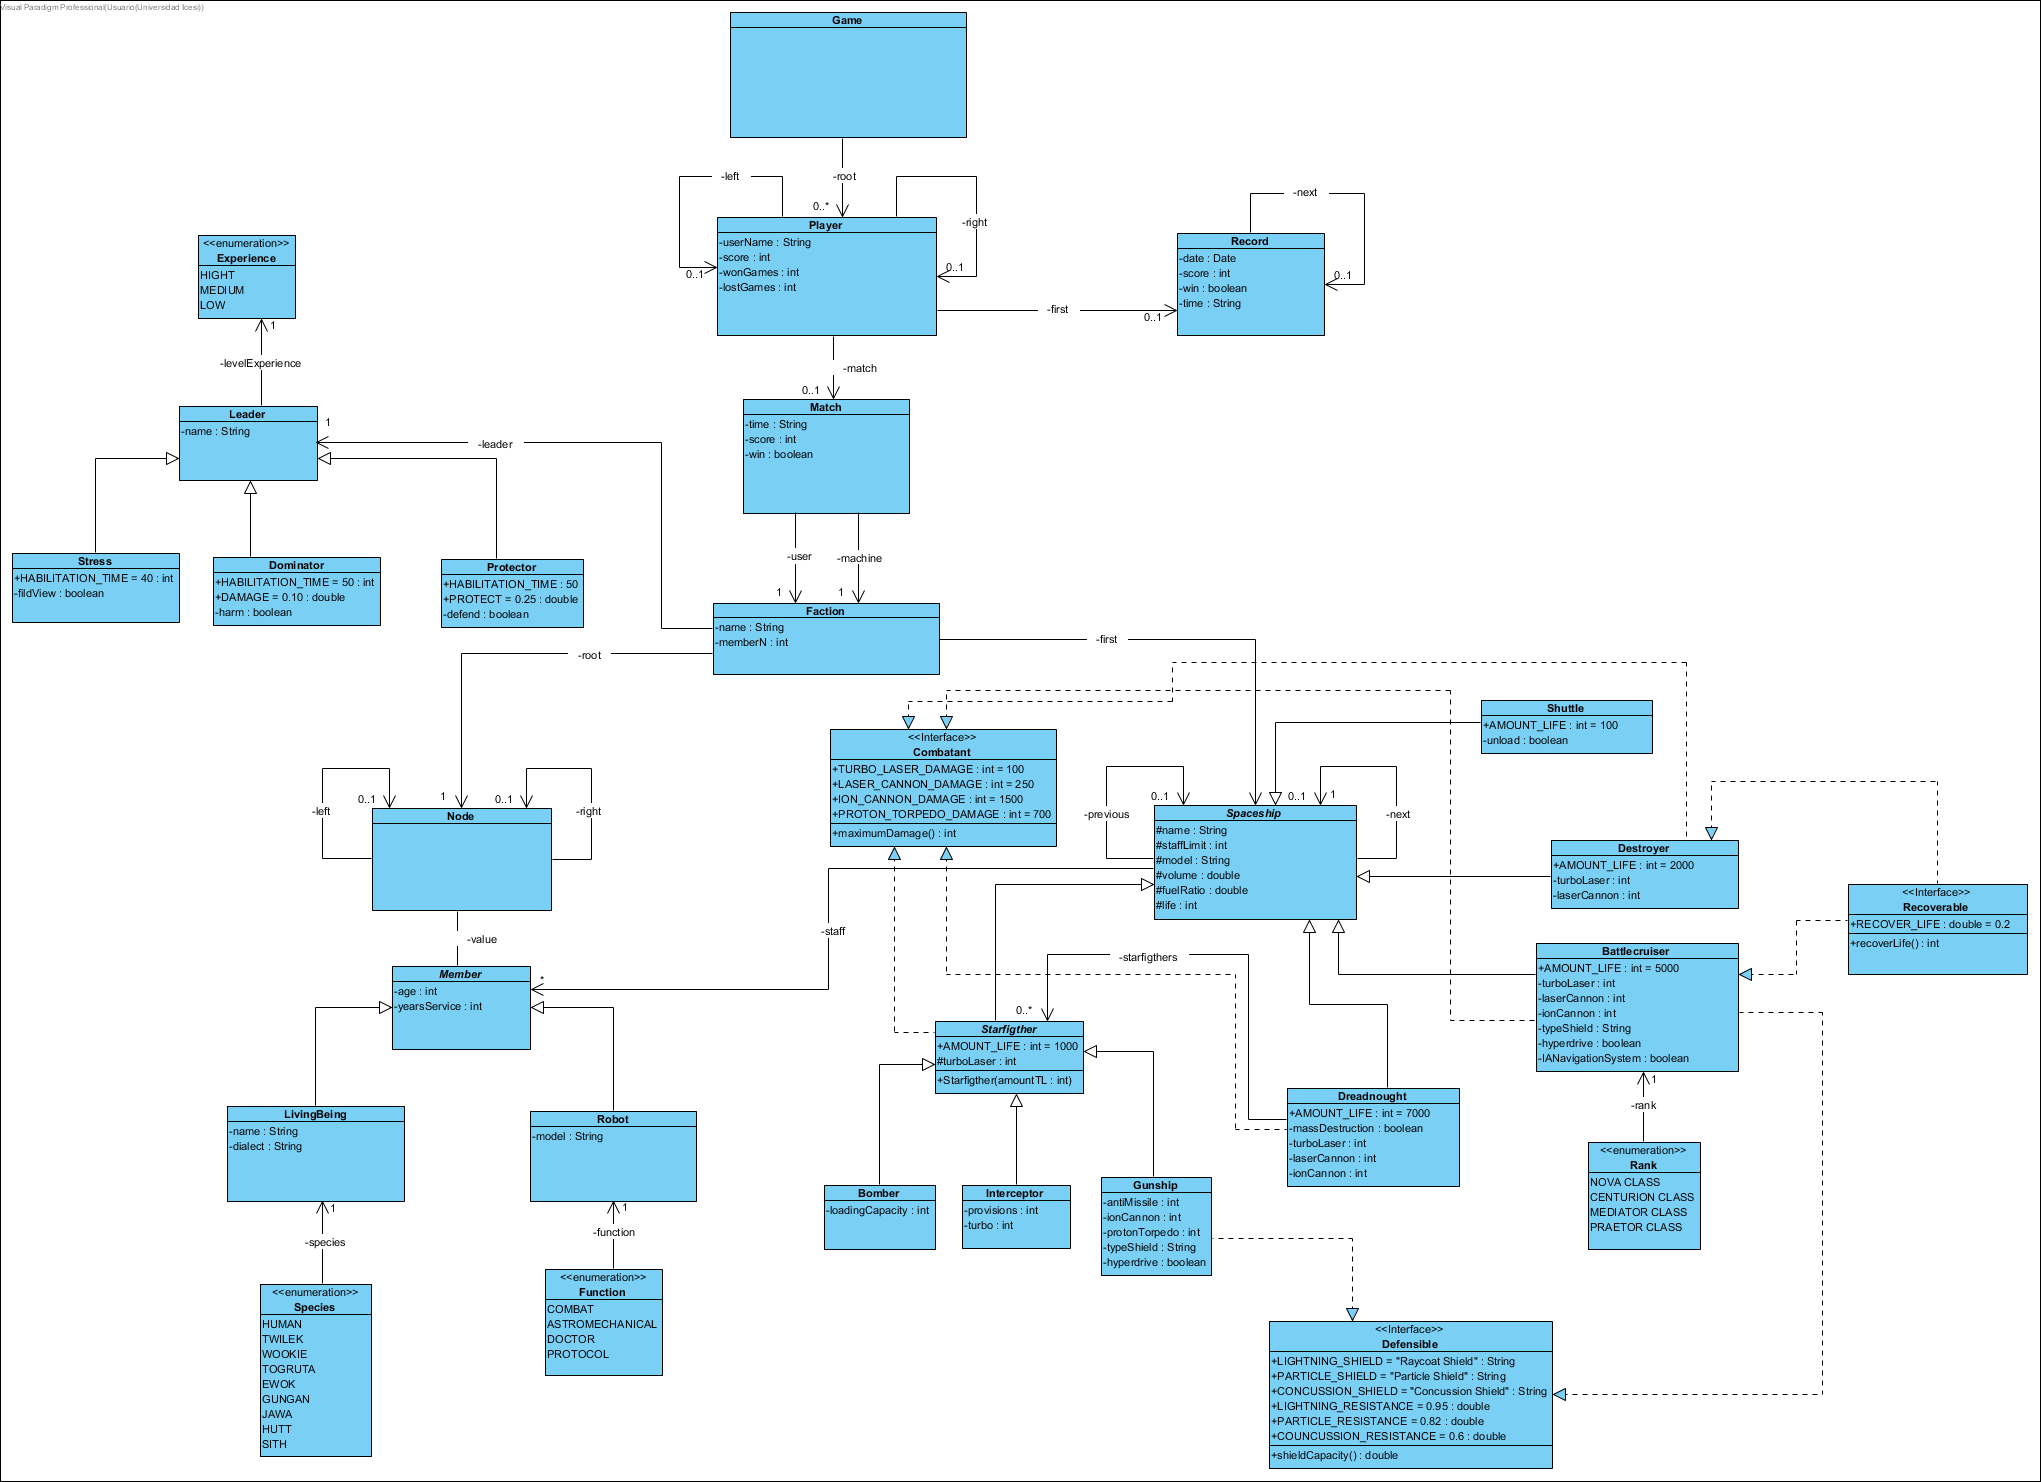 Visual Paradigm Professional(Usuario(Universidad Icesi))
Game
-left
-root
0..*
-right
0..1
0..1
Player
-userName : String
-score : int
-wonGames : int
-lostGames : int
-next
0..1
Record
-date : Date
-score : int
-win : boolean
-time : String
-first
0..1
<<enumeration>>
Experience
HIGHT
MEDIUM
LOW
1
-levelExperience
-match
0..1
Leader
-name : String
1
-leader
Match
-time : String
-score : int
-win : boolean
-user
-machine
1
1
Stress
+HABILITATION_TIME = 40 : int
-fildView : boolean
Dominator
+HABILITATION_TIME = 50 : int
+DAMAGE = 0.10 : double
-harm : boolean
Protector
+HABILITATION_TIME : 50
+PROTECT = 0.25 : double
-defend : boolean
Faction
-name : String
-memberN : int
-root
-first
Shuttle
+AMOUNT_LIFE : int = 100
-unload : boolean
<<Interface>>
Combatant
+TURBO_LASER_DAMAGE : int = 100
+LASER_CANNON_DAMAGE : int = 250
+ION_CANNON_DAMAGE : int = 1500
+PROTON_TORPEDO_DAMAGE : int = 700
+maximumDamage() : int
0..1
1
0..1
-left
-right
Node
0..1
0..1
1
-previous
-next
Spaceship
#name : String
#staffLimit : int
#model : String
#volume : double
#fuelRatio : double
#life : int
Destroyer
+AMOUNT_LIFE : int = 2000
-turboLaser : int
-laserCannon : int
<<Interface>>
Recoverable
+RECOVER_LIFE : double = 0.2
+recoverLife() : int
-value
-staff
*
-starfigthers
0..*
Member
-age : int
-yearsService : int
Battlecruiser
+AMOUNT_LIFE : int = 5000
-turboLaser : int
-laserCannon : int
-ionCannon : int
-typeShield : String
-hyperdrive : boolean
-IANavigationSystem : boolean
Starfigther
+AMOUNT_LIFE : int = 1000
#turboLaser : int
+Starfigther(amountTL : int)
1
-rank
Dreadnought
+AMOUNT_LIFE : int = 7000
-massDestruction : boolean
-turboLaser : int
-laserCannon : int
-ionCannon : int
LivingBeing
-name : String
-dialect : String
Robot
-model : String
<<enumeration>>
Rank
NOVA CLASS
CENTURION CLASS
MEDIATOR CLASS
PRAETOR CLASS
Bomber
-loadingCapacity : int
Interceptor
-provisions : int
-turbo : int
Gunship
-antiMissile : int
-ionCannon : int
-protonTorpedo : int
-typeShield : String
-hyperdrive : boolean
1
-species
1
-function
<<enumeration>>
Species
HUMAN
TWILEK
WOOKIE
TOGRUTA
EWOK
GUNGAN
JAWA
HUTT
SITH
<<enumeration>>
Function
COMBAT
ASTROMECHANICAL
DOCTOR
PROTOCOL
<<Interface>>
Defensible
+LIGHTNING_SHIELD = "Raycoat Shield" : String
+PARTICLE_SHIELD = "Particle Shield" : String
+CONCUSSION_SHIELD = "Concussion Shield" : String
+LIGHTNING_RESISTANCE = 0.95 : double
+PARTICLE_RESISTANCE = 0.82 : double
+COUNCUSSION_RESISTANCE = 0.6 : double
+shieldCapacity() : double